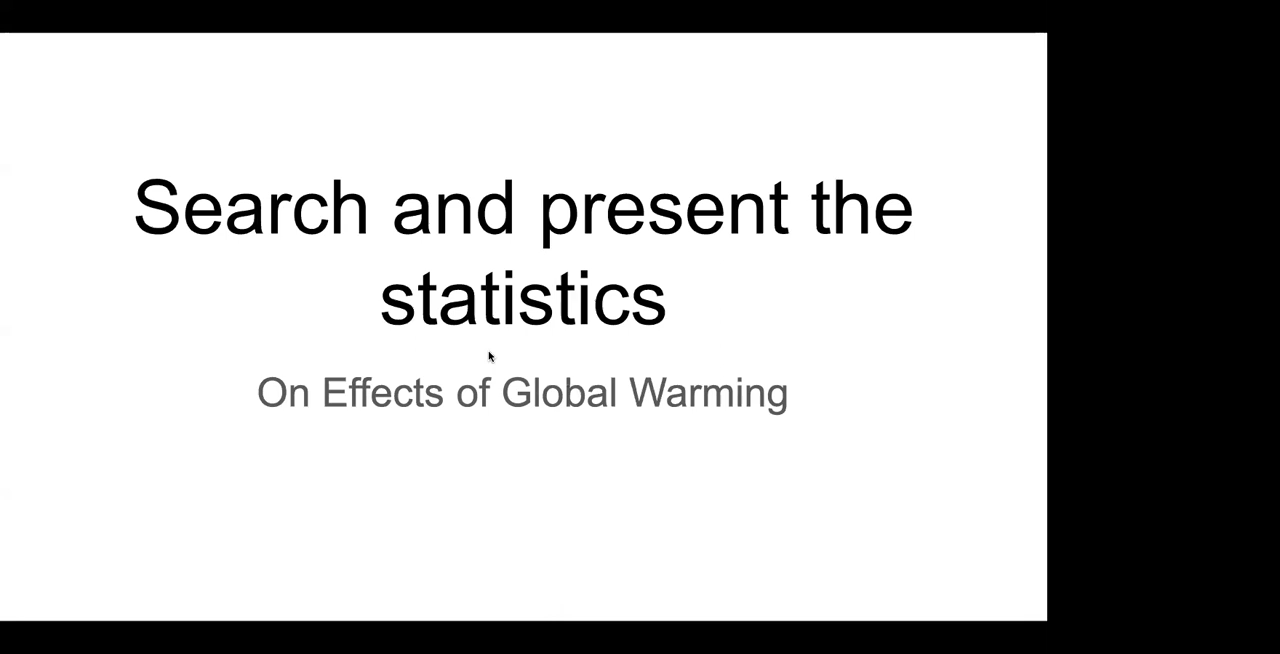 Search and present the
statistics
On Effects of Global Warming